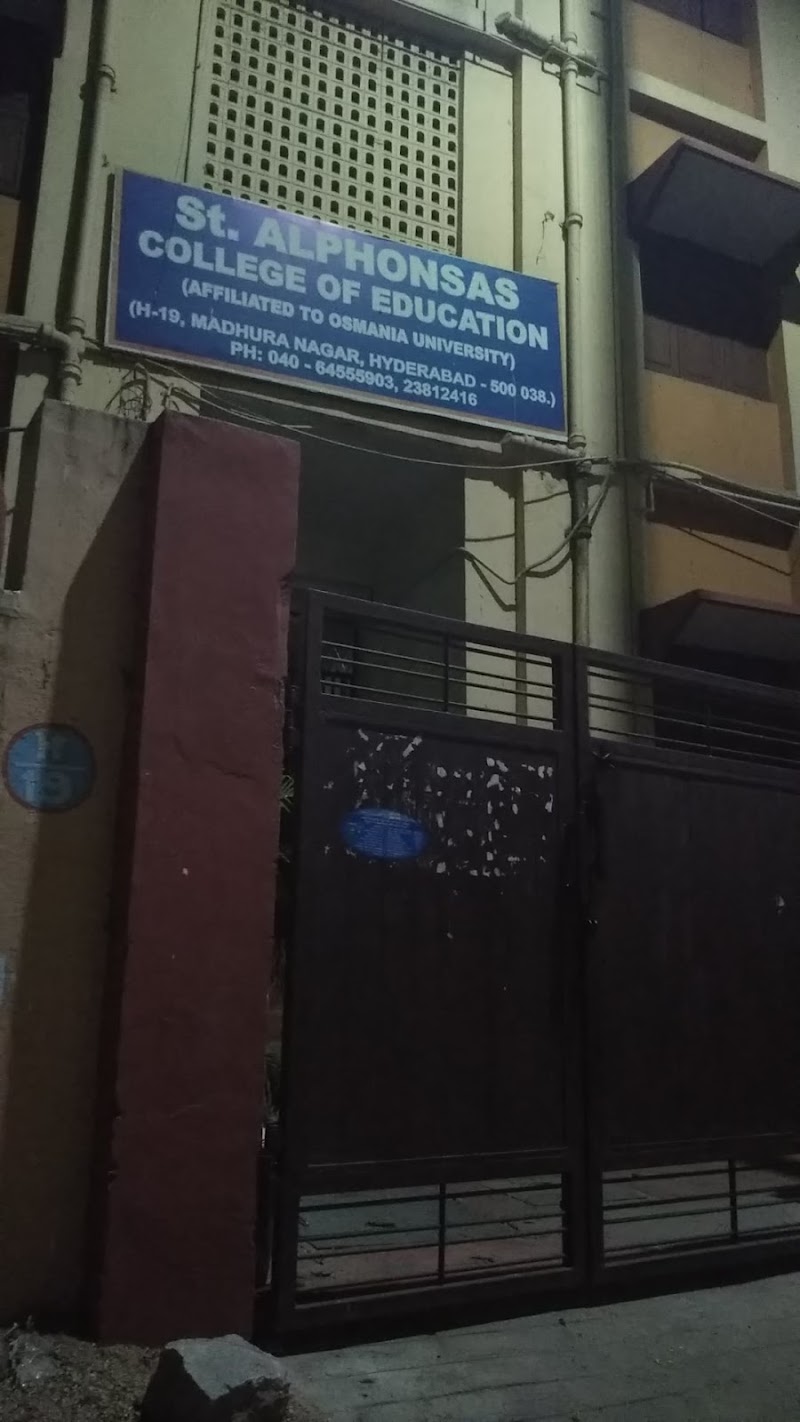 St. ALPHONSAS
COLLEGE OF EDUCATION
(AFFILIATED TO OSMANIA UNIVERSITY)
(H-19, MADHURA NAGAR, HYDERABAD - 500 038.)
PH: 040 - 64555903, 23812416
H
19